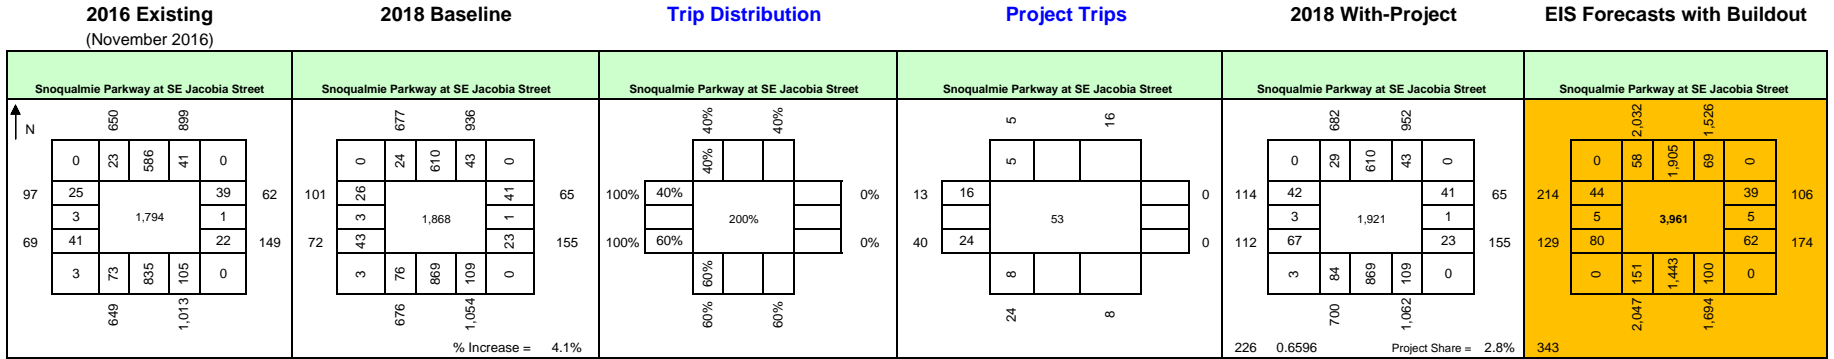 2016 Existing 2018 Baseline Trip Distribution Project Trips 2018 With-Project EIS Forecasts with Buildout
(November 2016)
Snoqualmie Parkway at SE Jacobia Street Snoqualmie Parkway at SE Jacobia Street Snoqualmie Parkway at SE Jacobia Street Snoqualmie Parkway at SE Jacobia Street Snoqualmie Parkway at SE Jacobia Street Snoqualmie Parkway at SE Jacobia Street
N
650 899
0 23 586 41 0
97 25 39 62
3 1,794 1
69 41 22 149
3 73 835 105 0
649 1,013
677 936
0 24 610 43 0
101 26 41 65
3 1,868 1
72 43 23 155
3 76 869 109 0
676 1,054
% Increase = 4.1%
40% 40%
40%
100% 40% 0%
200%
100% 60% 0%
60%
60% 60%
5 16
5
13 16 0
53
40 24 0
8
24 8
682 952
0 29 610 43 0
114 42 41 65
3 1,921 1
112 67 23 155
3 84 869 109 0
700 1,062
226 0.6596 Project Share = 2.8%
2,032 1,526
0 58 1,905 69 0
214 44 39 106
5 3,961 5
129 80 62 174
0 151 1,443 100 0
2,047 1,694
343